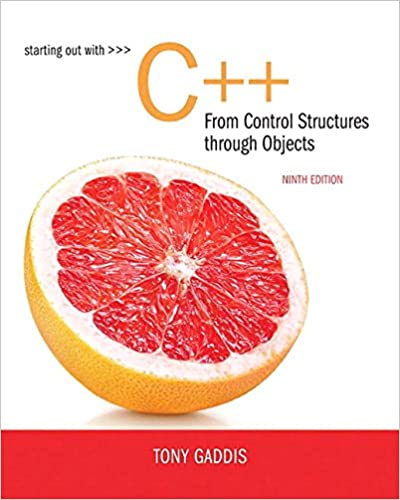 starting out with >>>
C++
From Control Structures
through Objects
NINTH EDITION
TONY GADDIS